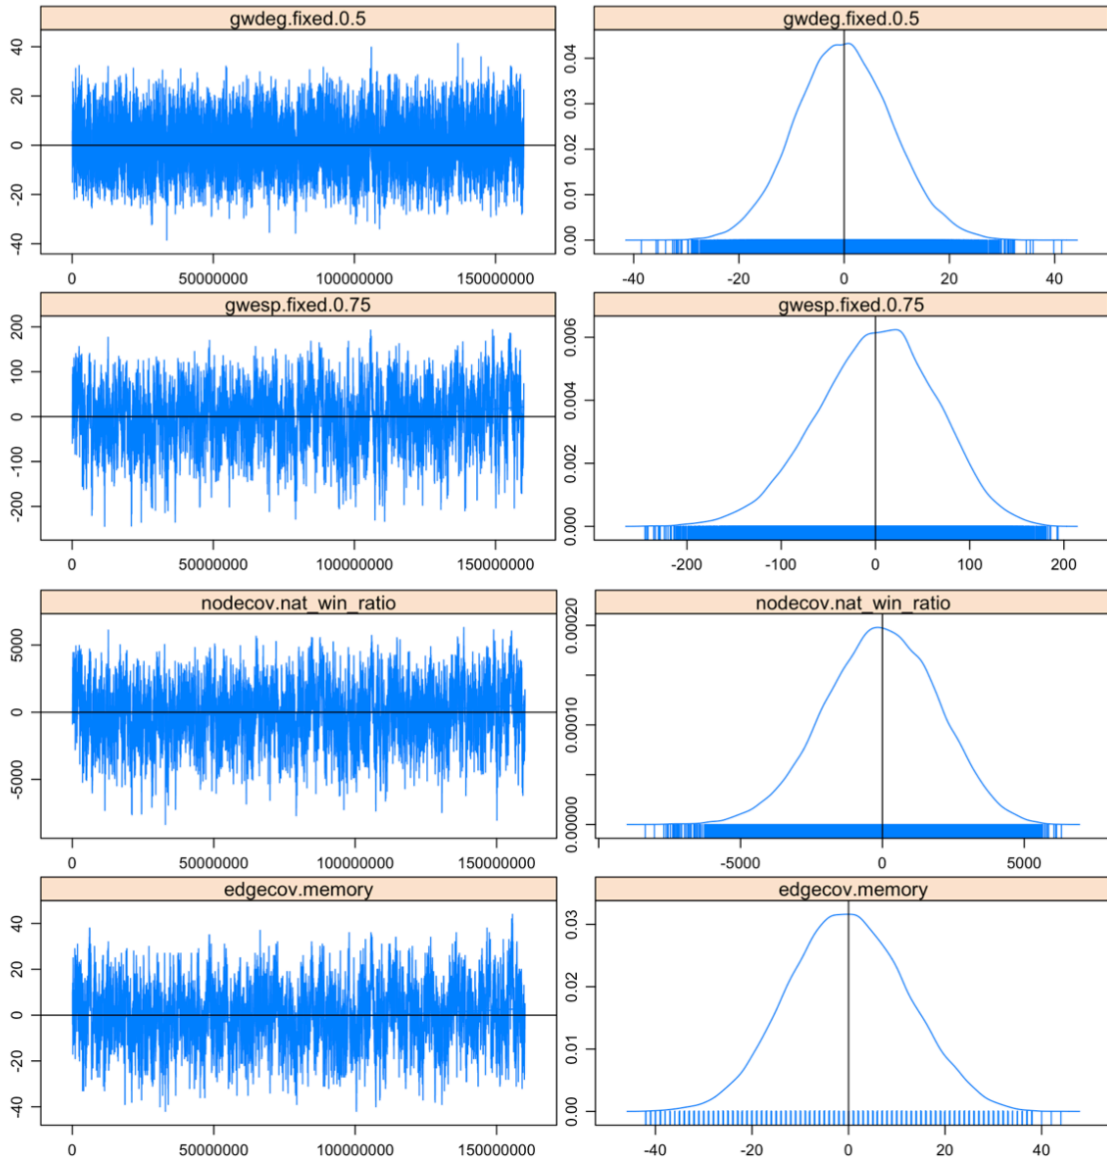 gwdeg.fixed.0.5
40
20
0
20
-40
0 50000000 100000000 150000000
gwdeg.fixed.0.5
0.04
0.03
0.02
0.01
0.00
-40 -20 0 20 40
gwesp.fixed.0.75
200
100
0
-100
-200
0 50000000 100000000 150000000
gwesp.fixed.0.75
0.006
0.004
0.002
0.000
-200 -100 0 100 200
nodecov.nat_win_ratio
5000
0
-5000
0 50000000 100000000 150000000
nodecov.nat_win_ratio
0.00020
0.00010
0.00000
-5000 0 5000
edgecov.memory
40
20
0
20
-40
0 50000000 100000000 150000000
edgecov.memory
0.03
0.02
0.01
0.00
-40 -20 0 20 40